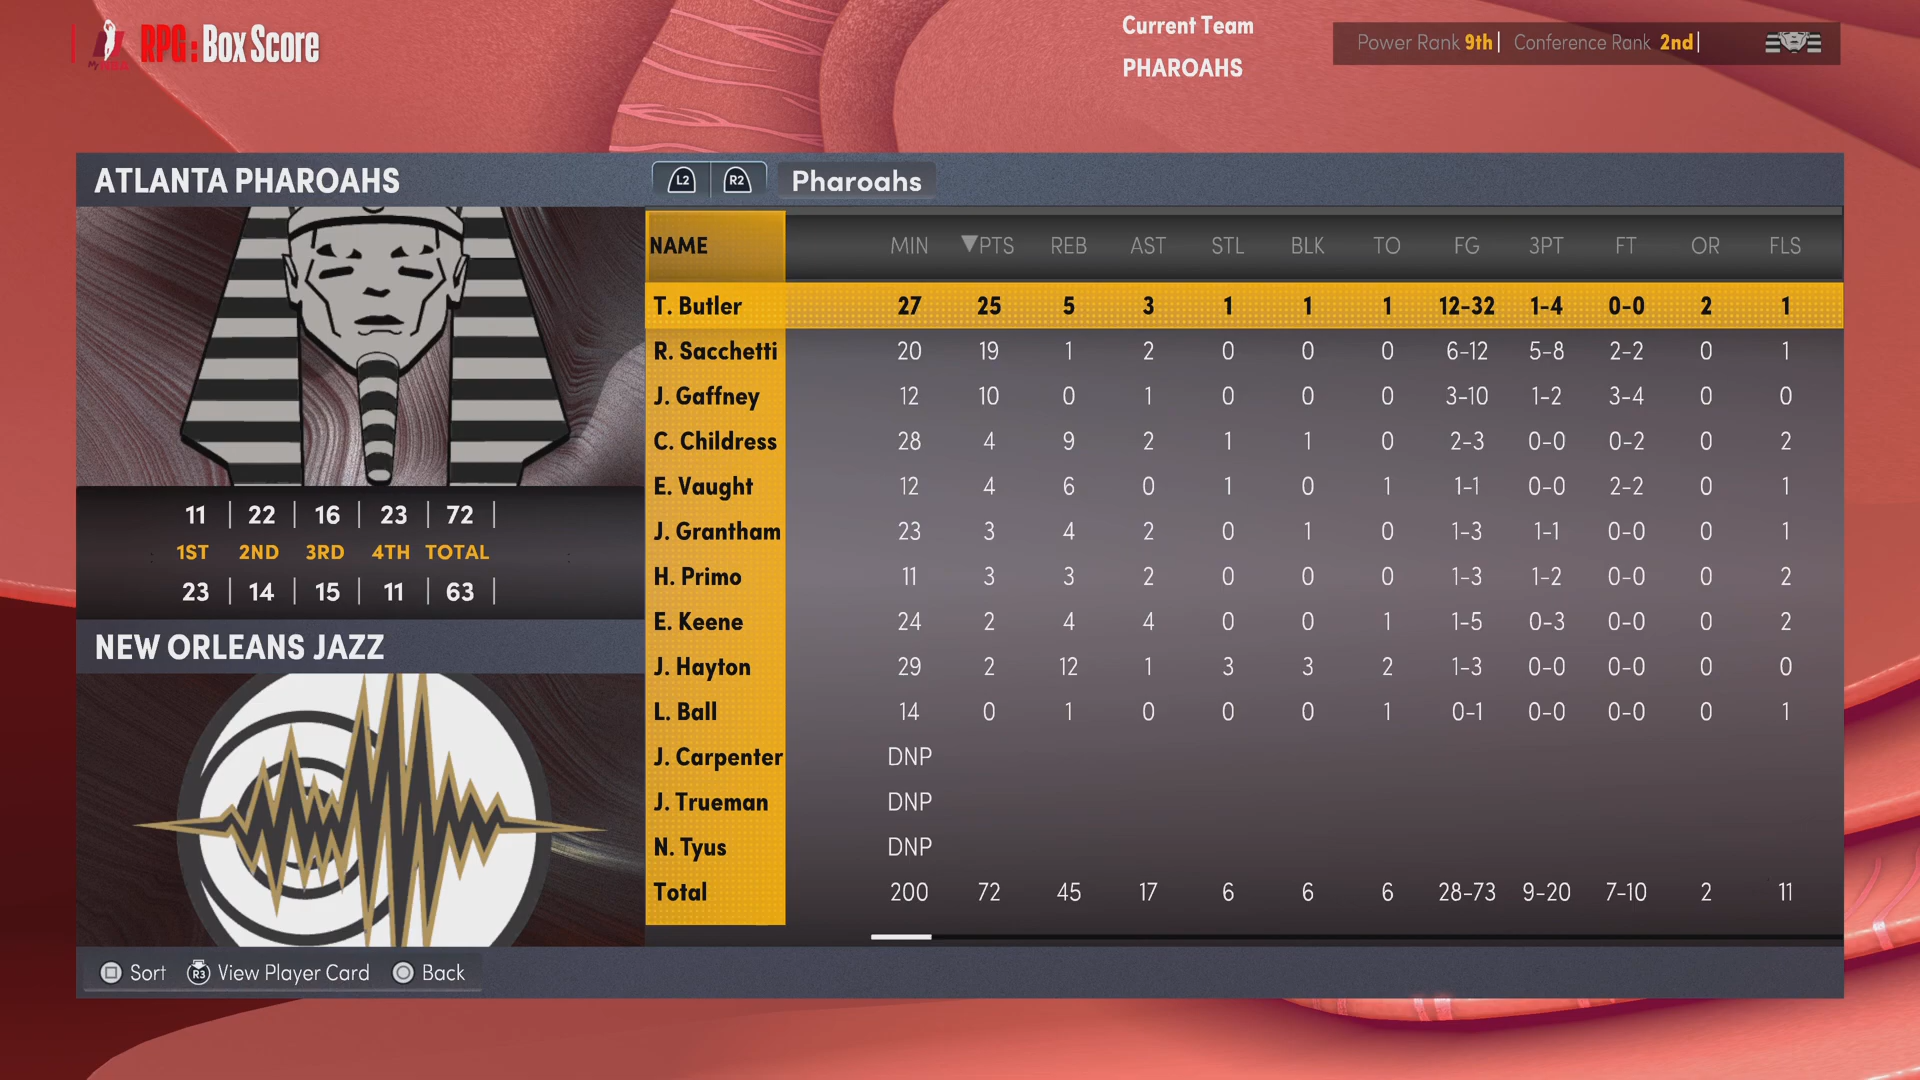 RPG: Box Score
Current Team
PHAROAHS
Power Rank 9th| Conference Rank 2nd|
ATLANTA PHAROAHS
L2 R2 Pharoahs
NAME MIN ▼PTS REB AST STL BLK TO FG 3PT FT OR FLS
T. Butler 27 25 5 3 1 1 1 12-32 1-4 0-0 2 1
R. Sacchetti 20 19 1 2 0 0 0 6-12 5-8 2-2 0 1
J. Gaffney 12 10 0 1 0 0 0 3-10 1-2 3-4 0 0
C. Childress 28 4 9 2 1 1 0 2-3 0-0 0-2 0 2
E. Vaught 12 4 6 0 1 0 1 1-1 0-0 2-2 0 1
J. Grantham 23 3 4 2 0 1 0 1-3 1-1 0-0 0 1
H. Primo 11 3 3 2 0 0 0 1-3 1-2 0-0 0 2
E. Keene 24 2 4 4 0 0 1 1-5 0-3 0-0 0 2
J. Hayton 29 2 12 1 3 3 2 1-3 0-0 0-0 0 0
L. Ball 14 0 1 0 0 0 1 0-1 0-0 0-0 0 1
J. Carpenter DNP
J. Trueman DNP
N. Tyus DNP
Total 200 72 45 17 6 6 6 28-73 9-20 7-10 2 11
11 | 22 | 16 | 23 | 72 |
1ST 2ND 3RD 4TH TOTAL
23 | 14 | 15 | 11 | 63 |
NEW ORLEANS JAZZ
Sort R3 View Player Card Back